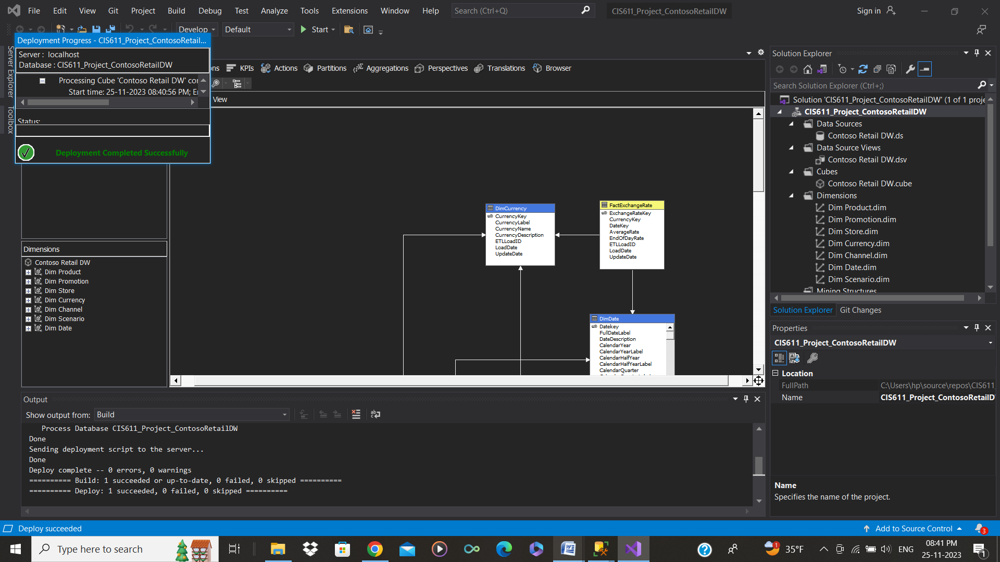 File Edit View Git Project Build Debug Test Analyze Tools Extensions Window Help Search (Ctrl+Q) CIS611_Project_ContosoRetailDW Sign in
Develop Default Start
Deployment Progress - CIS611_Project_ContosoRetail...
Server : localhost
Database : CIS611_Project_ContosoRetailDW
Processing Cube 'Contoso Retail DW' co
Start time: 25-11-2023 08:40:56 PM; E
Status:
Deployment Completed Successfully
Server Explorer
Toolbox
ons KPIs Actions Partitions Aggregations Perspectives Translations Browser
View
Dimensions
Contoso Retail DW
Dim Product
Dim Promotion
Dim Store
Dim Currency
Dim Channel
Dim Scenario
Dim Date
DimCurrency
CurrencyKey
CurrencyLabel
CurrencyName
CurrencyDescription
ETLLoadID
LoadDate
UpdateDate
FactExchangeRate
ExchangeRateKey
CurrencyKey
DateKey
AverageRate
EndOfDayRate
ETLLoadID
LoadDate
UpdateDate
DimDate
Datekey
FullDateLabel
DateDescription
CalendarYear
CalendarYearLabel
CalendarHalfYear
CalendarHalfYearLabel
CalendarQuarter
Output
Show output from: Build
Process Database CIS611_Project_ContosoRetailDW
Done
Sending deployment script to the server...
Done
Deploy complete -- 0 errors, 0 warnings
========== Build: 1 succeeded or up-to-date, 0 failed, 0 skipped ==========
========== Deploy: 1 succeeded, 0 failed, 0 skipped ==========
Solution Explorer
Search Solution Explorer (Ctrl+;)
Solution 'CIS611_Project_ContosoRetailDW' (1 of 1 proje
CIS611_Project_ContosoRetailDW
Data Sources
Contoso Retail DW.ds
Data Source Views
Contoso Retail DW.dsv
Cubes
Contoso Retail DW.cube
Dimensions
Dim Product.dim
Dim Promotion.dim
Dim Store.dim
Dim Currency.dim
Dim Channel.dim
Dim Date.dim
Dim Scenario.dim
Mining Structures
Solution Explorer Git Changes
Properties
CIS611_Project_ContosoRetailDW
Location
FullPath C:\Users\hp\source\repos\CIS611_
Name CIS611_Project_ContosoRetailD
Name
Specifies the name of the project.
Deploy succeeded Add to Source Control 3
Type here to search 1 35°F ENG 08:41 PM
25-11-2023 1